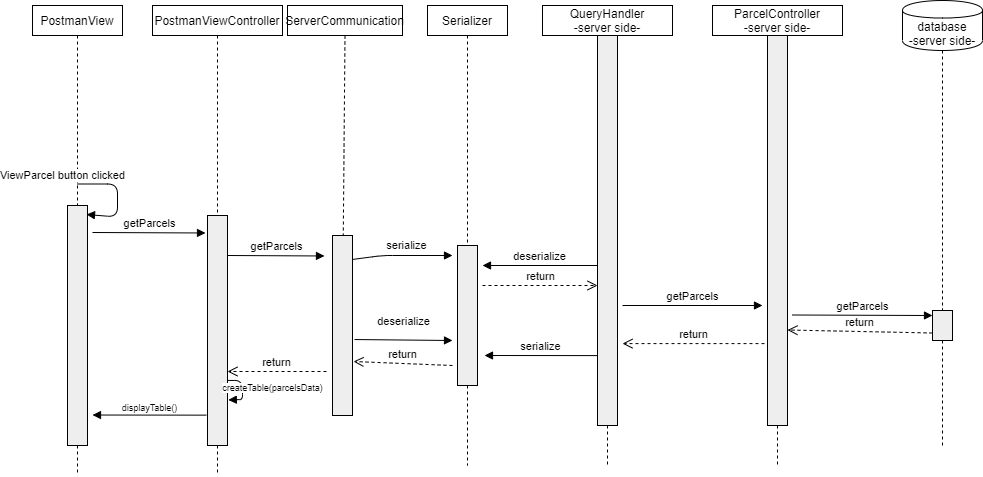 PostmanView
PostmanViewController
ServerCommunication
Serializer
QueryHandler
-server side-
ParcelController
-server side-
database
-server side-
ViewParcel button clicked
getParcels
getParcels
serialize
deserialize
return
getParcels
getParcels
return
deserialize
return
serialize
return
return
createTable(parcelsData)
displayTable()